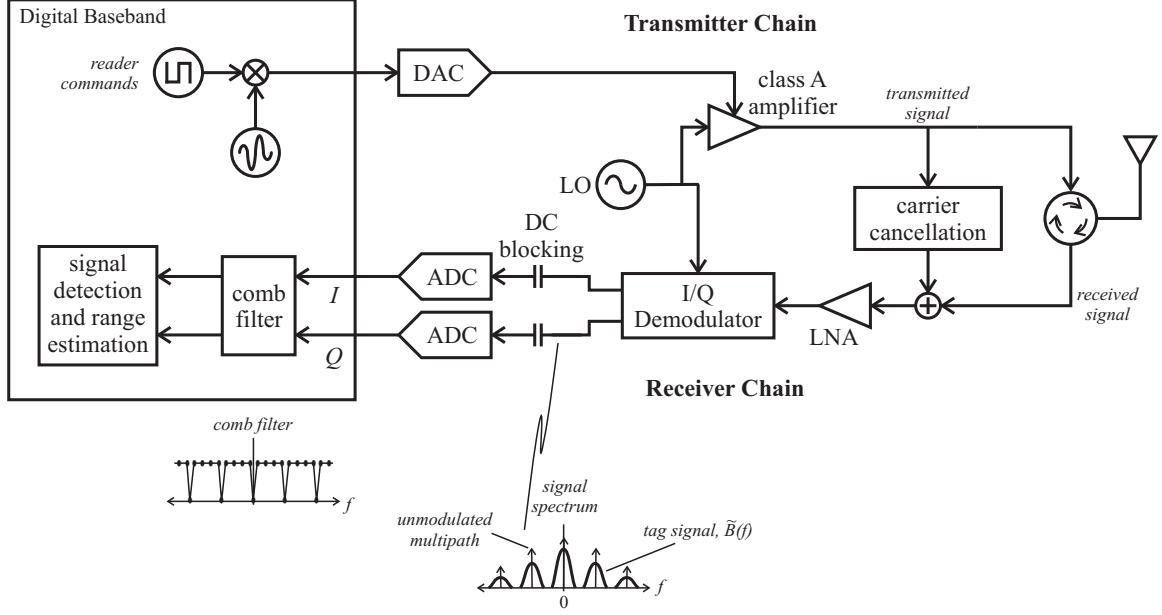 Digital Baseband
Transmitter Chain
reader
commands
DAC
class A
amplifier
transmitted
signal
LO
carrier
cancellation
DC
blocking
signal
detection
and range
estimation
comb
filter
I
Q
ADC
ADC
I/Q
Demodulator
LNA
received
signal
Receiver Chain
comb filter
f
signal
spectrum
unmodulated
multipath
tag signal, B̃(f)
f
0